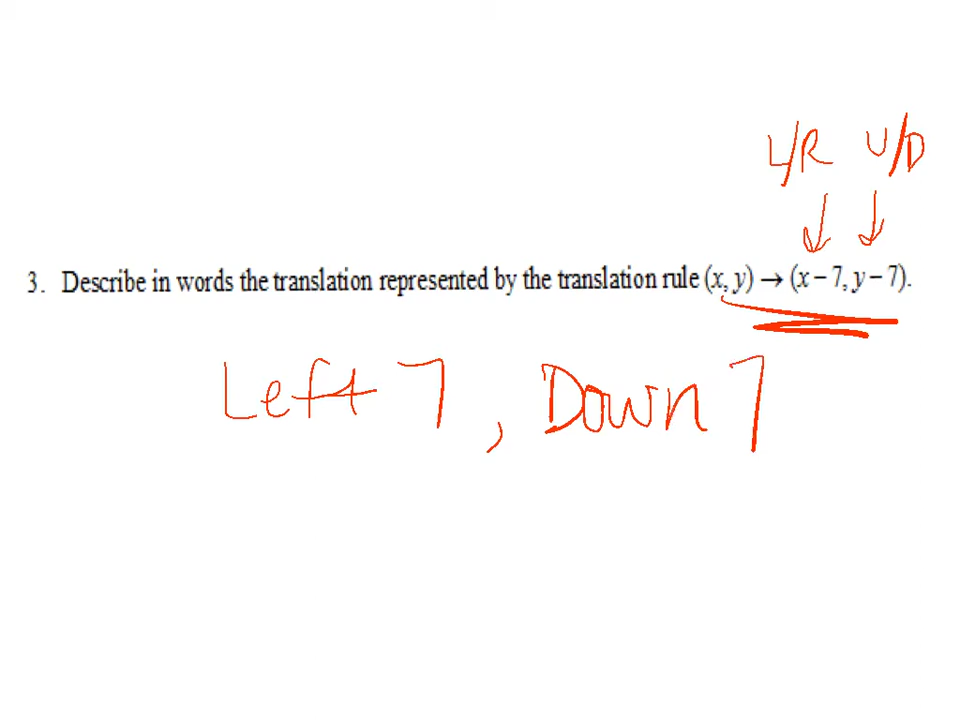 L/R U/D
3. Describe in words the translation represented by the translation rule (x, y) → (x − 7, y − 7).
Left 7, Down 7